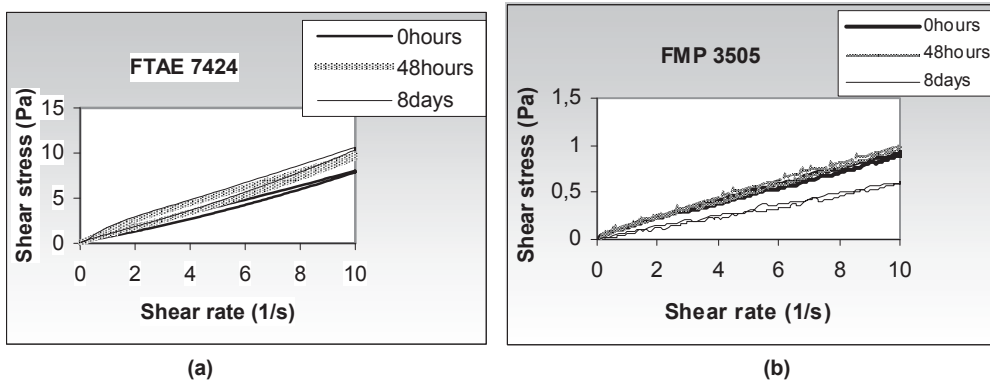 FTAE 7424
0hours
48hours
8days
Shear stress (Pa)
15
10
5
0
0 2 4 6 8 10
Shear rate (1/s)
(a)
FMP 3505
0hours
48hours
8days
Shear stress (Pa)
1,5
1
0,5
0
0 2 4 6 8 10
Shear rate (1/s)
(b)